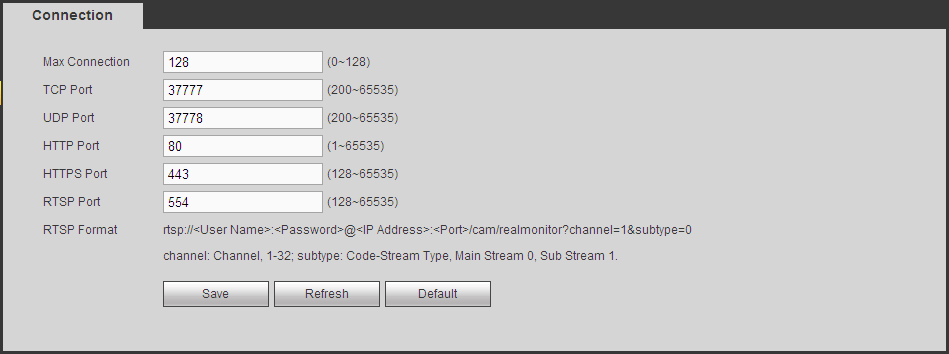 Connection
Max Connection 128 (0~128)
TCP Port 37777 (200~65535)
UDP Port 37778 (200~65535)
HTTP Port 80 (1~65535)
HTTPS Port 443 (128~65535)
RTSP Port 554 (128~65535)
RTSP Format rtsp://<User Name>:<Password>@<IP Address>:<Port>/cam/realmonitor?channel=1&subtype=0
channel: Channel, 1-32; subtype: Code-Stream Type, Main Stream 0, Sub Stream 1.
Save Refresh Default